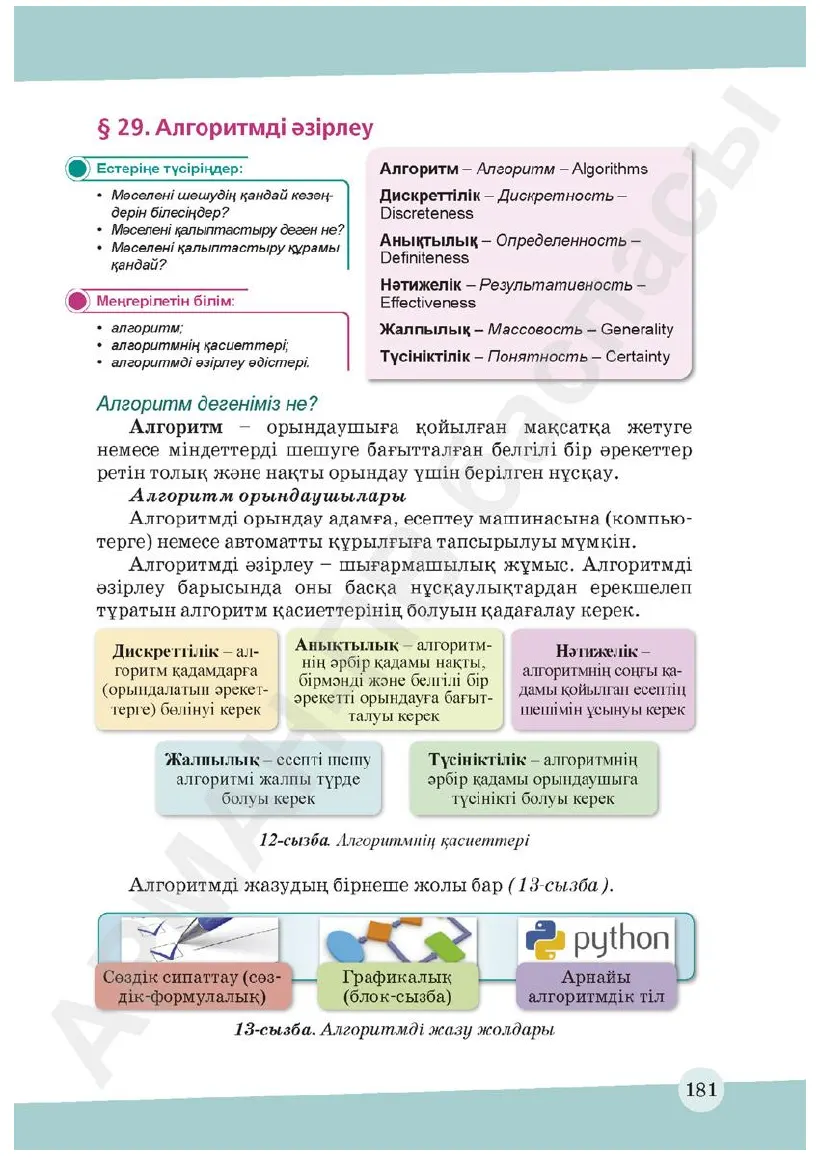 § 29. Алгоритмді әзірлеу
Естеріңе түсіріңдер:
• Мәселені шешудің қандай кезең-
дерін білесіңдер?
• Мәселені қалыптастыру деген не?
• Мәселені қалыптастыру құрамы
қандай?
Меңгерілетін білім:
• алгоритм;
• алгоритмнің қасиеттері;
• алгоритмді әзірлеу әдістері.
Алгоритм – Алгоритм – Algorithms
Дискреттілік – Дискретность –
Discreteness
Анықтылық – Определенность –
Definiteness
Нәтижелік – Результативность –
Effectiveness
Жалпылық – Массовость – Generality
Түсініктілік – Понятность – Certainty
Алгоритм дегеніміз не?
Алгоритм – орындаушыға қойылған мақсатқа жетуге
немесе міндеттерді шешуге бағытталған белгілі бір әрекеттер
ретін толық және нақты орындау үшін берілген нұсқау.
Алгоритм орындаушылары
Алгоритмді орындау адамға, есептеу машинасына (компью-
терге) немесе автоматты құрылғыға тапсырылуы мүмкін.
Алгоритмді әзірлеу – шығармашылық жұмыс. Алгоритмді
әзірлеу барысында оны басқа нұсқаулықтардан ерекшелеп
тұратын алгоритм қасиеттерінің болуын қадағалау керек.
Дискреттілік – ал-
горитм қадамдарға
(орындалатын әрекет-
терге) бөлінуі керек
Анықтылық – алгоритм-
нің әрбір қадамы нақты,
бірмәнді және белгілі бір
әрекетті орындауға бағыт-
талуы керек
Нәтижелік –
алгоритмнің соңғы қа-
дамы қойылған есептің
шешімін ұсынуы керек
Жалпылық – есепті шешу
алгоритмі жалпы түрде
болуы керек
Түсініктілік – алгоритмнің
әрбір қадамы орындаушыға
түсінікті болуы керек
12-сызба. Алгоритмнің қасиеттері
Алгоритмді жазудың бірнеше жолы бар (13-сызба).
python
Сөздік сипаттау (сөз-
дік-формулалық)
Графикалық
(блок-сызба)
Арнайы
алгоритмдік тіл
13-сызба. Алгоритмді жазу жолдары
181
АРМАН-ПВ баспасы